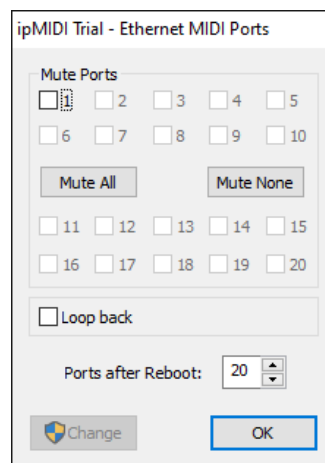 ipMIDI Trial - Ethernet MIDI Ports
Mute Ports
1 2 3 4 5
6 7 8 9 10
Mute All Mute None
11 12 13 14 15
16 17 18 19 20
Loop back
Ports after Reboot: 20
Change OK